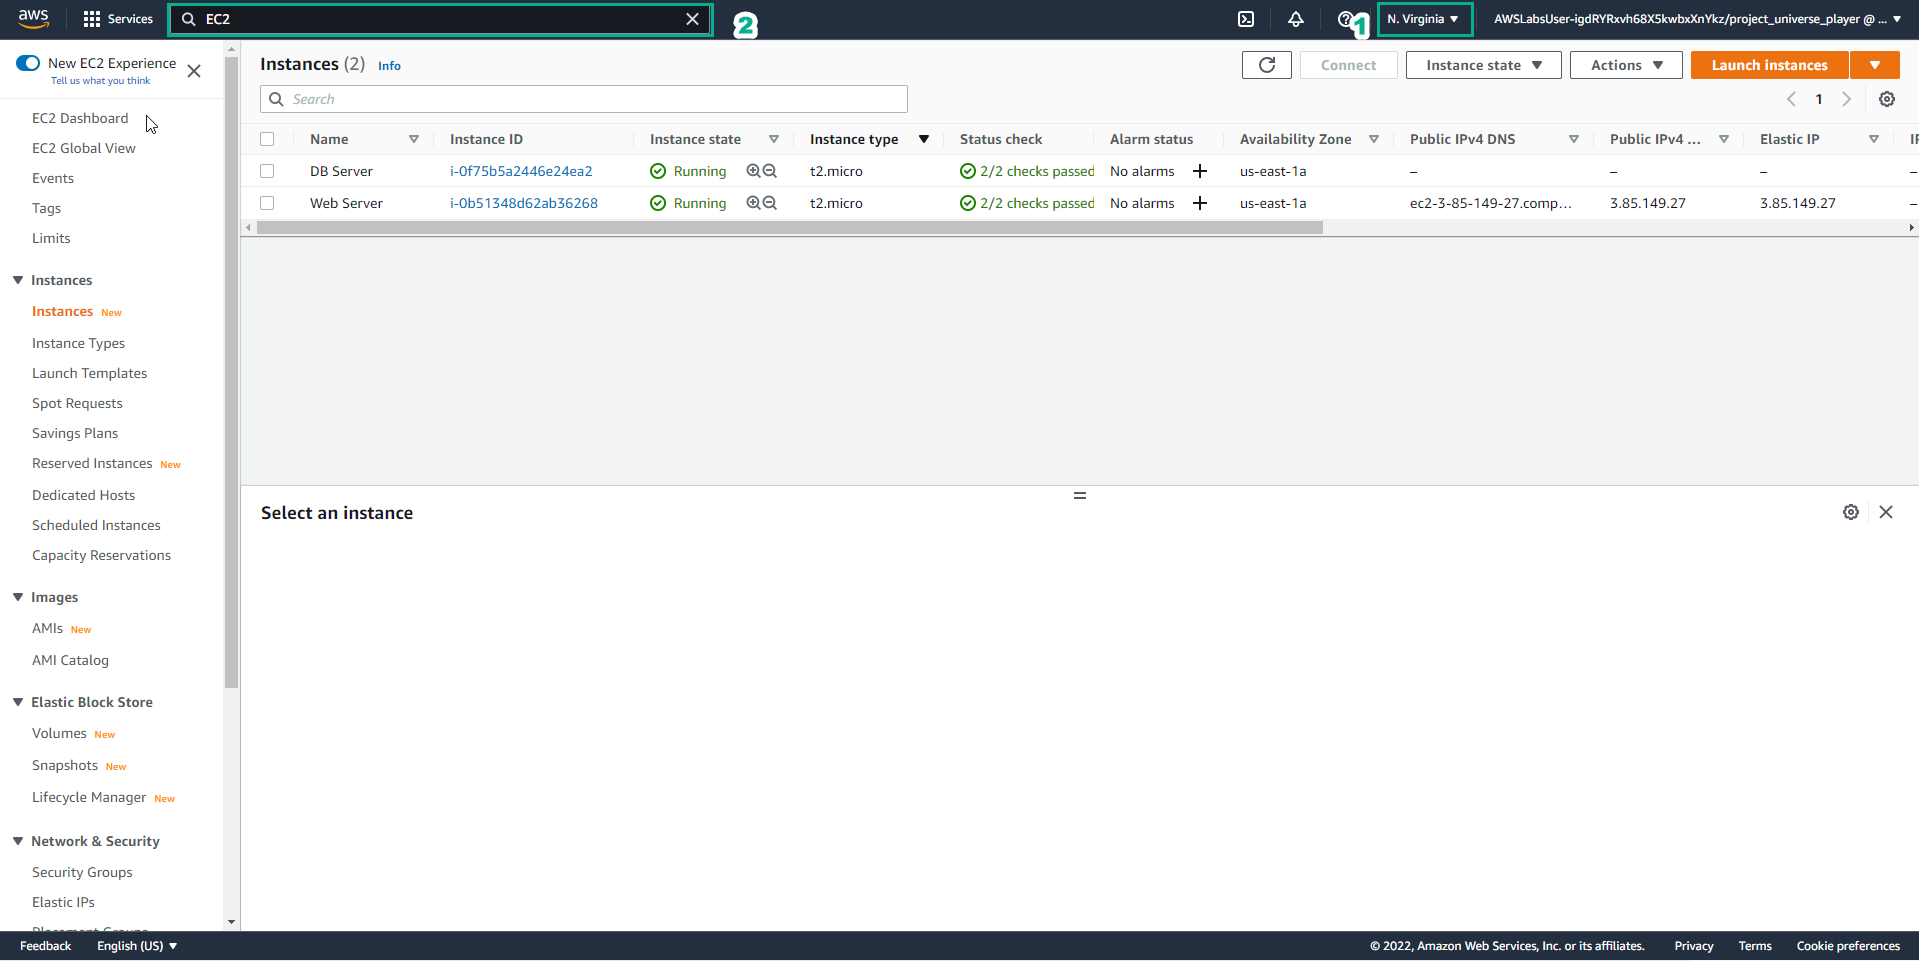 aws
Services
EC2
2
1
N. Virginia
AWSLabsUser-igdRYRxvh68X5kwbxXnYkz/project_universe_player @ ...
New EC2 Experience
Tell us what you think
EC2 Dashboard
EC2 Global View
Events
Tags
Limits
Instances
Instances New
Instance Types
Launch Templates
Spot Requests
Savings Plans
Reserved Instances New
Dedicated Hosts
Scheduled Instances
Capacity Reservations
Images
AMIs New
AMI Catalog
Elastic Block Store
Volumes New
Snapshots New
Lifecycle Manager New
Network & Security
Security Groups
Elastic IPs
Placement Groups
Instances (2) Info
Connect
Instance state
Actions
Launch instances
Search
1
Name Instance ID Instance state Instance type Status check Alarm status Availability Zone Public IPv4 DNS Public IPv4 ... Elastic IP
DB Server i-0f75b5a2446e24ea2 Running t2.micro 2/2 checks passed No alarms + us-east-1a – – – –
Web Server i-0b51348d62ab36268 Running t2.micro 2/2 checks passed No alarms + us-east-1a ec2-3-85-149-27.comp... 3.85.149.27 3.85.149.27 –
Select an instance
Feedback English (US) © 2022, Amazon Web Services, Inc. or its affiliates. Privacy Terms Cookie preferences